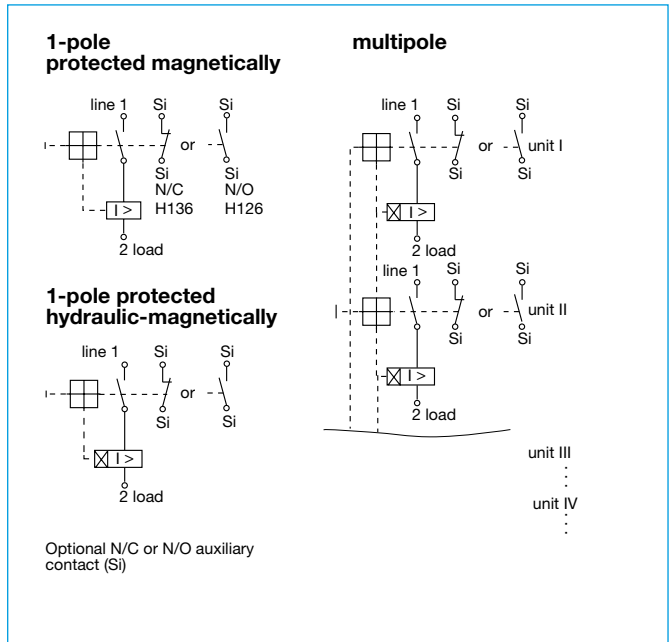 1-pole
protected magnetically
line 1 Si Si
or
Si Si
N/C N/O
H136 H126
I >
2 load
1-pole protected
hydraulic-magnetically
line 1 Si Si
or
Si Si
I >
2 load
Optional N/C or N/O auxiliary
contact (Si)
multipole
line 1 Si Si
or unit I
Si Si
I >
2 load
line 1 Si Si
or unit II
Si Si
I >
2 load
unit III
unit IV